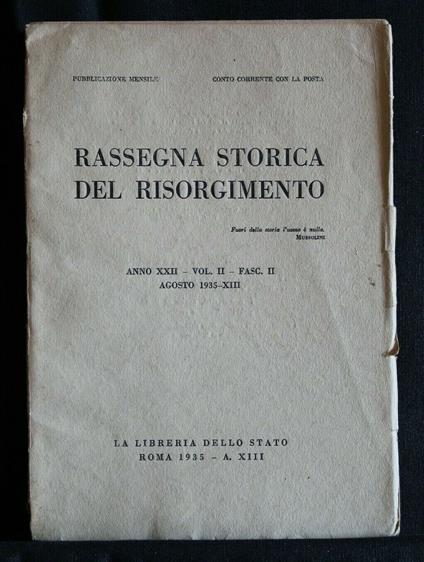 PUBBLICAZIONE MENSILE CONTO CORRENTE CON LA POSTA
RASSEGNA STORICA
DEL RISORGIMENTO
Fuori della storia l'uomo è nulla.
MUSSOLINI
ANNO XXII - VOL. II - FASC. II
AGOSTO 1935-XIII
LA LIBRERIA DELLO STATO
ROMA 1935 - A. XIII